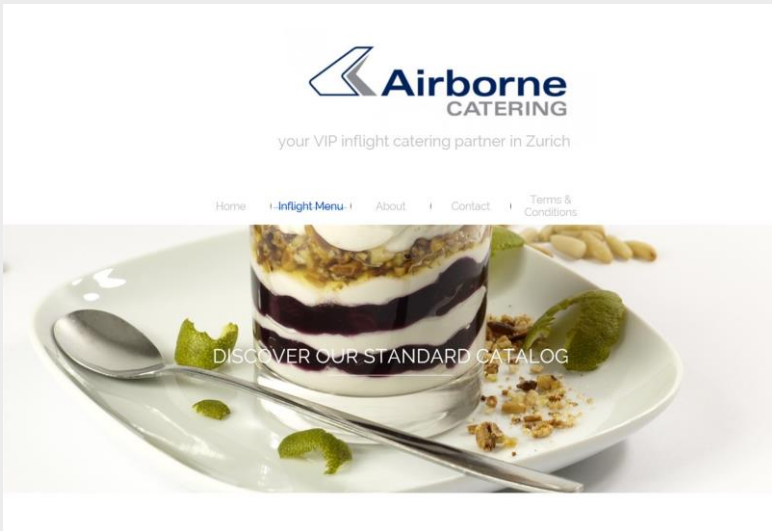 Airborne
CATERING
your VIP inflight catering partner in Zurich
Home
Inflight Menu
About
Contact
Terms &
Conditions
DISCOVER OUR STANDARD CATALOG